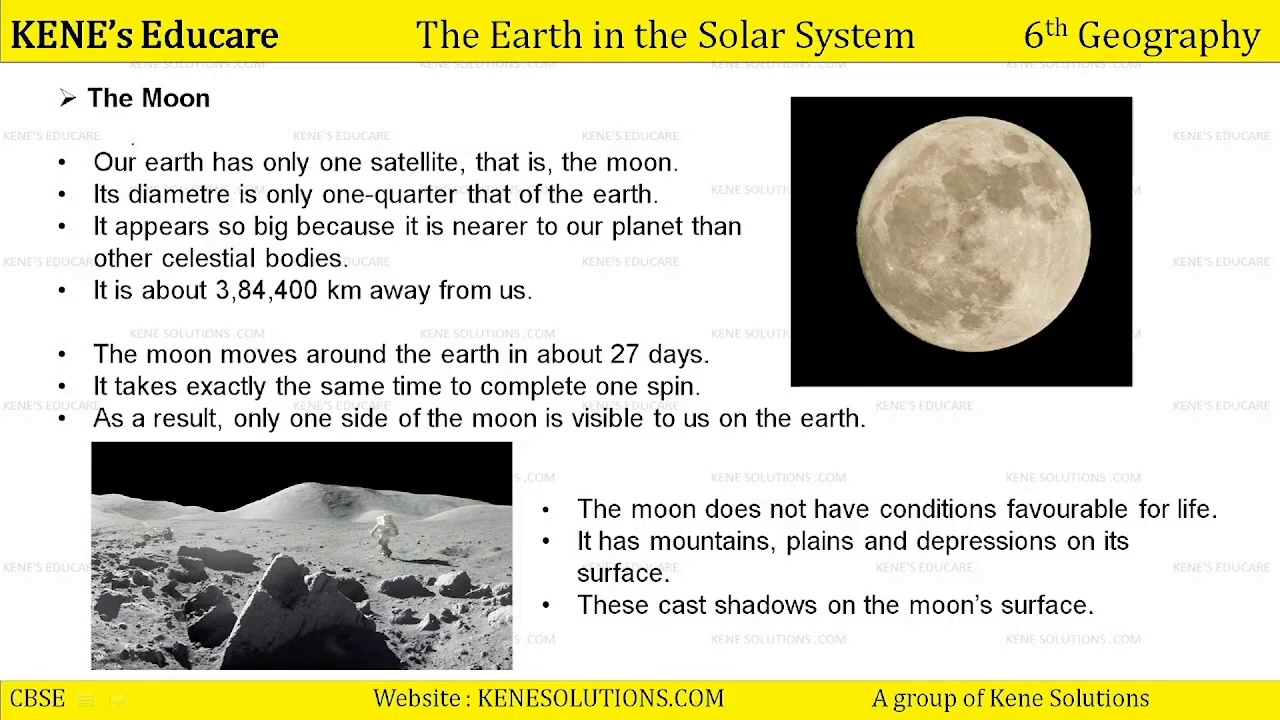 KENE's Educare The Earth in the Solar System 6th Geography
➢ The Moon
• Our earth has only one satellite, that is, the moon.
• Its diametre is only one-quarter that of the earth.
• It appears so big because it is nearer to our planet than
other celestial bodies.
• It is about 3,84,400 km away from us.
• The moon moves around the earth in about 27 days.
• It takes exactly the same time to complete one spin.
• As a result, only one side of the moon is visible to us on the earth.
• The moon does not have conditions favourable for life.
• It has mountains, plains and depressions on its
surface.
• These cast shadows on the moon's surface.
CBSE Website : KENESOLUTIONS.COM A group of Kene Solutions
KENE'S EDUCARE
KENE SOLUTIONS .COM